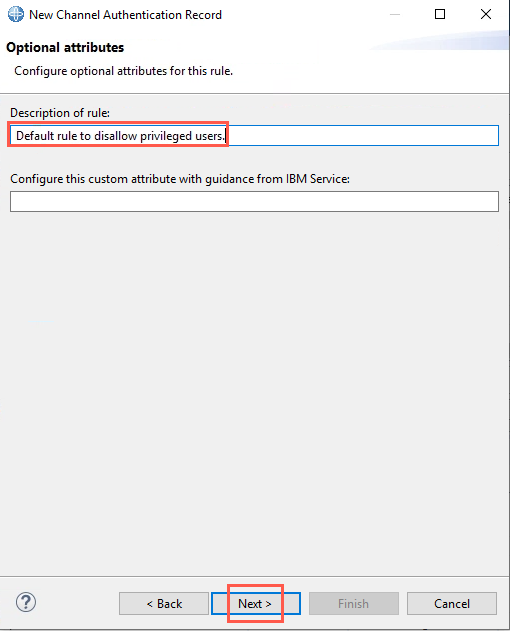 New Channel Authentication Record
Optional attributes
Configure optional attributes for this rule.
Description of rule:
Default rule to disallow privileged users.
Configure this custom attribute with guidance from IBM Service:
?
< Back
Next >
Finish
Cancel